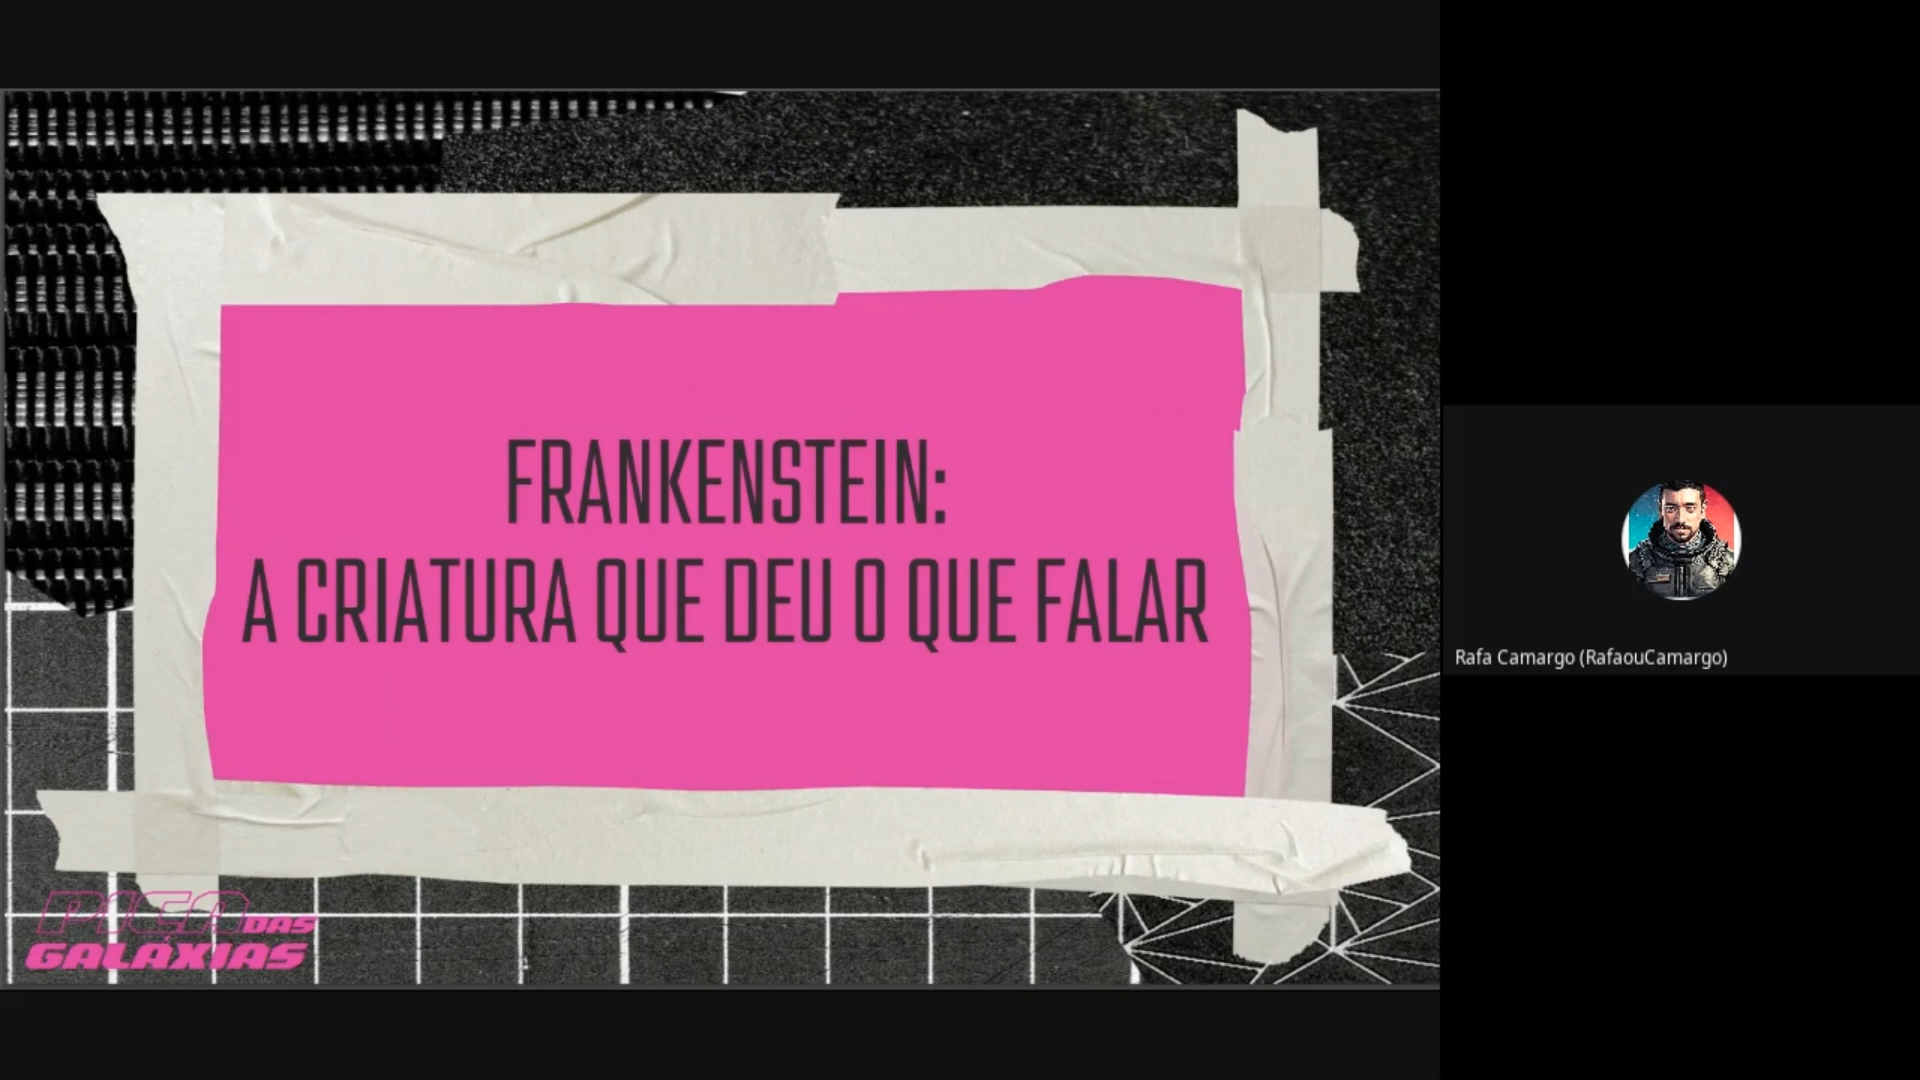 FRANKENSTEIN:
A CRIATURA QUE DEU O QUE FALAR
PICA DAS
GALÁXIAS
Rafa Camargo (RafaouCamargo)